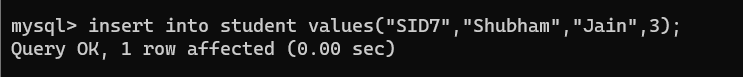 mysql> insert into student values("SID7","Shubham","Jain",3);
Query OK, 1 row affected (0.00 sec)